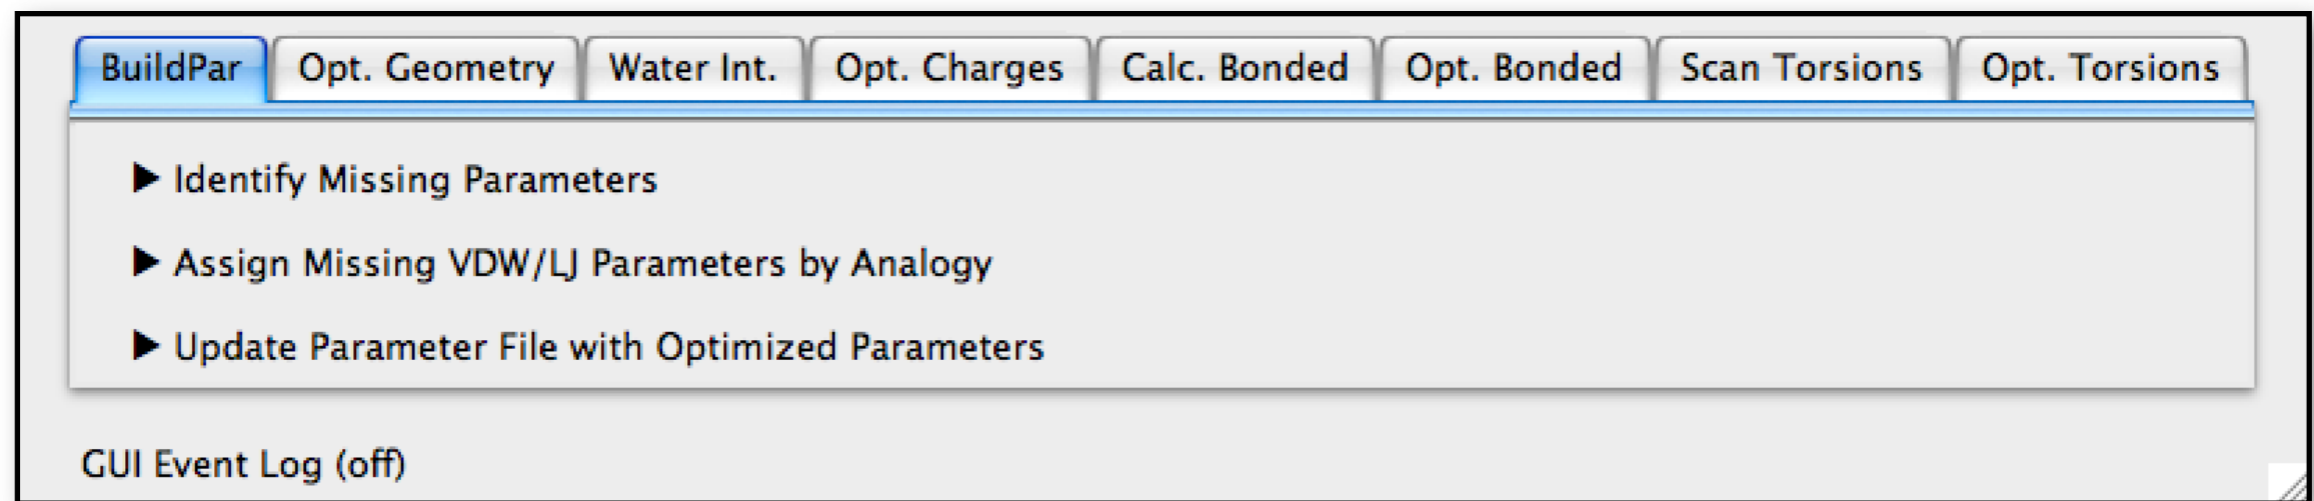 BuildPar Opt. Geometry Water Int. Opt. Charges Calc. Bonded Opt. Bonded Scan Torsions Opt. Torsions
Identify Missing Parameters
Assign Missing VDW/LJ Parameters by Analogy
Update Parameter File with Optimized Parameters
GUI Event Log (off)